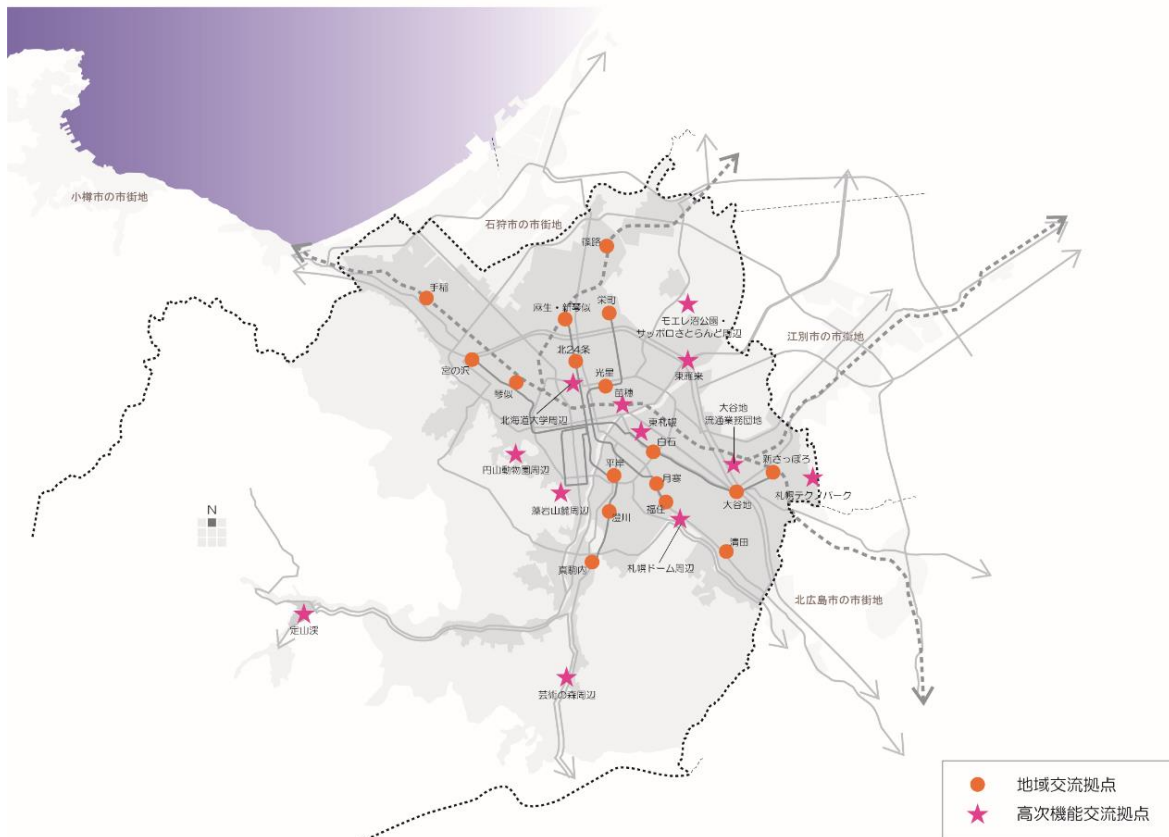 小樽市の市街地
石狩市の市街地
篠路
手稲
麻生・新琴似
栄町
モエレ沼公園・
サッポロさとらんど周辺
江別市の市街地
北24条
宮の沢
光星
東雁来
琴似
苗穂
北海道大学周辺
大谷地
流通業務団地
東札幌
白石
円山動物園周辺
平岸
新さっぽろ
月寒
札幌テクノパーク
藻岩山麓周辺
福住
大谷地
澄川
N
清田
真駒内
札幌ドーム周辺
北広島市の市街地
定山渓
芸術の森周辺
地域交流拠点
高次機能交流拠点